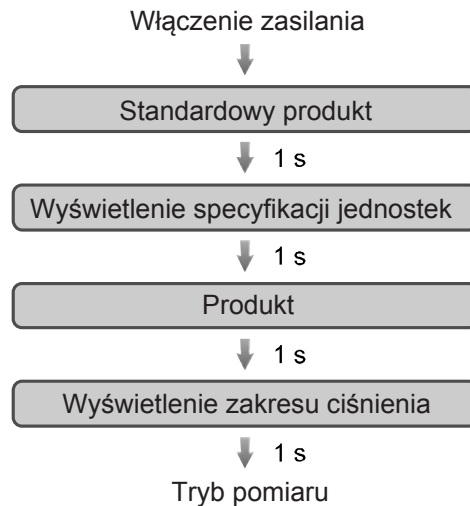 Włączenie zasilania
Standardowy produkt
1 s
Wyświetlenie specyfikacji jednostek
1 s
Produkt
1 s
Wyświetlenie zakresu ciśnienia
1 s
Tryb pomiaru